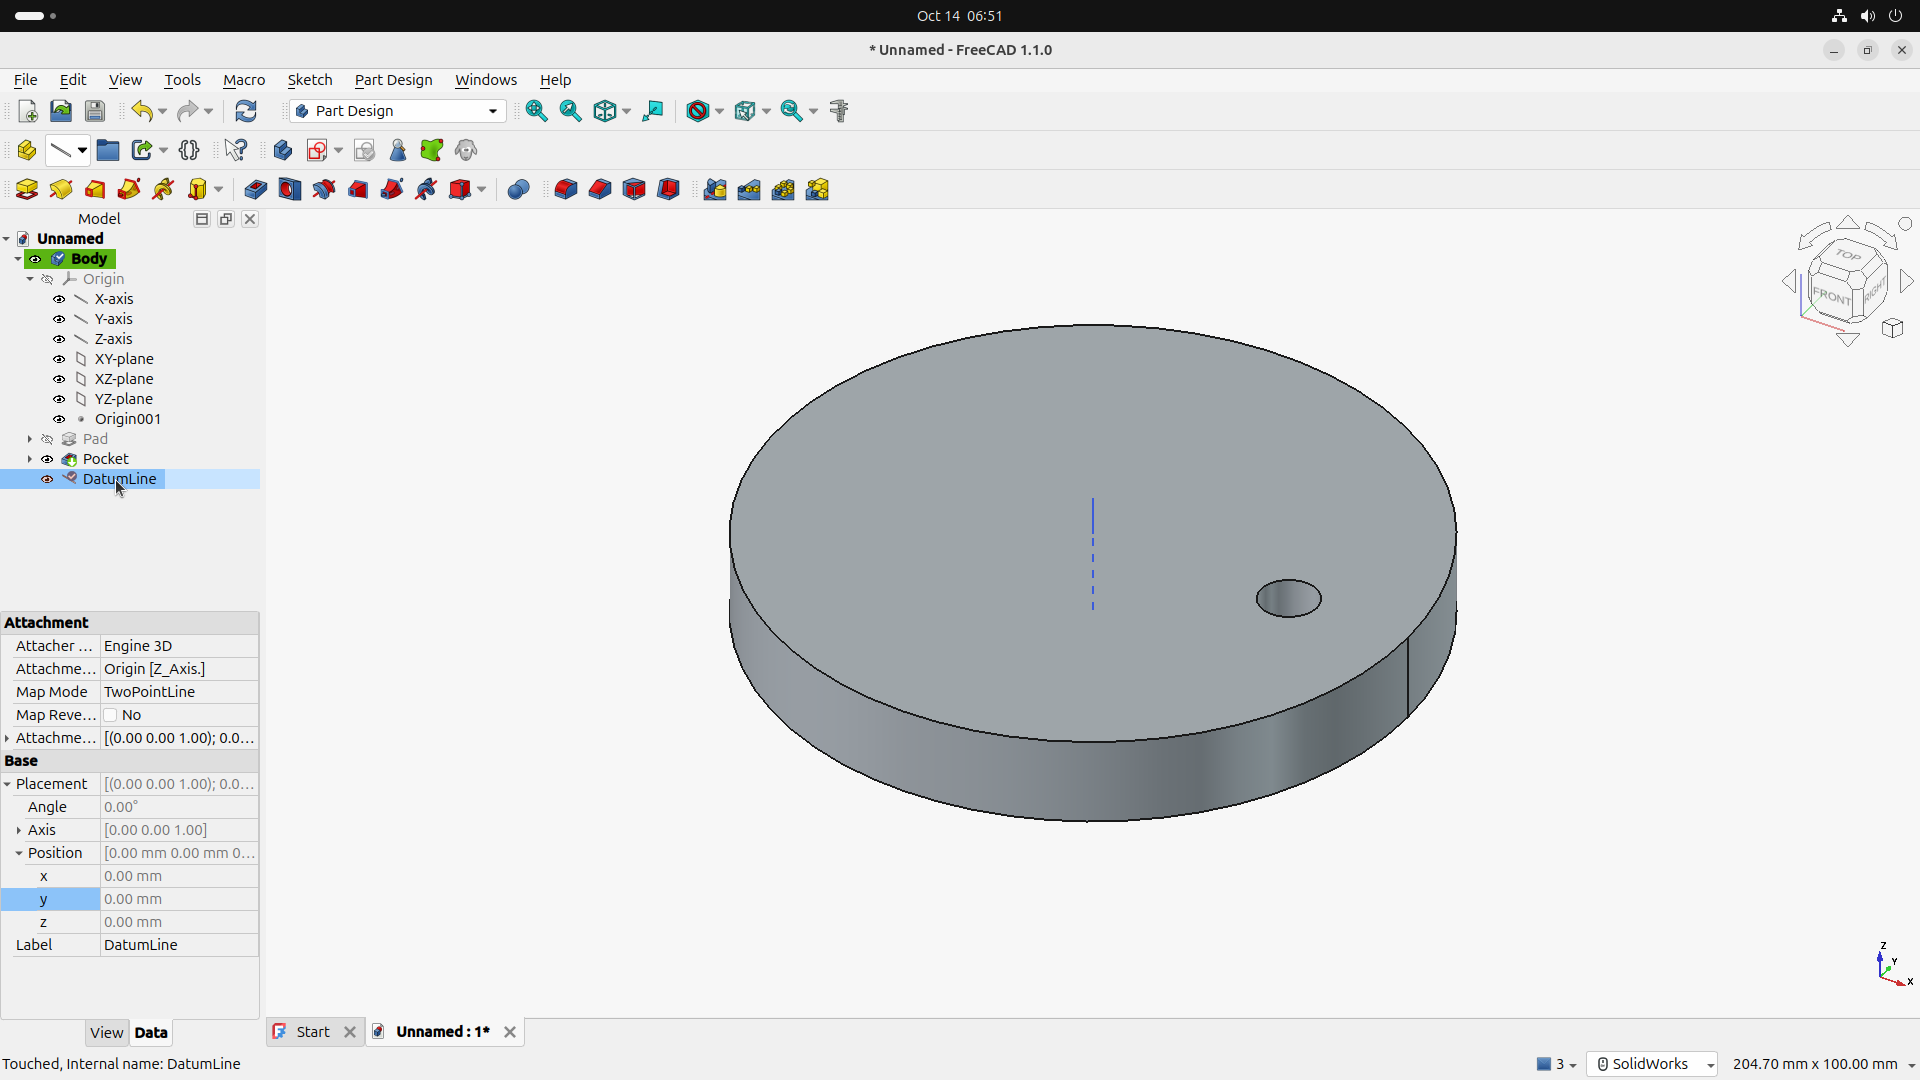 Oct 14 06:51
* Unnamed - FreeCAD 1.1.0
File Edit View Tools Macro Sketch Part Design Windows Help
Part Design
Model
Unnamed
Body
Origin
X-axis
Y-axis
Z-axis
XY-plane
XZ-plane
YZ-plane
Origin001
Pad
Pocket
DatumLine
TOP
FRONT
RIGHT
Attachment
Attacher ... Engine 3D
Attachme... Origin [Z_Axis.]
Map Mode TwoPointLine
Map Reve... No
Attachme... [(0.00 0.00 1.00); 0.0...
Base
Placement [(0.00 0.00 1.00); 0.0...
Angle 0.00°
Axis [0.00 0.00 1.00]
Position [0.00 mm 0.00 mm 0...
x 0.00 mm
y 0.00 mm
z 0.00 mm
Label DatumLine
Z
Y
X
View Data
Start
Unnamed : 1*
Touched, Internal name: DatumLine
3
SolidWorks
204.70 mm x 100.00 mm